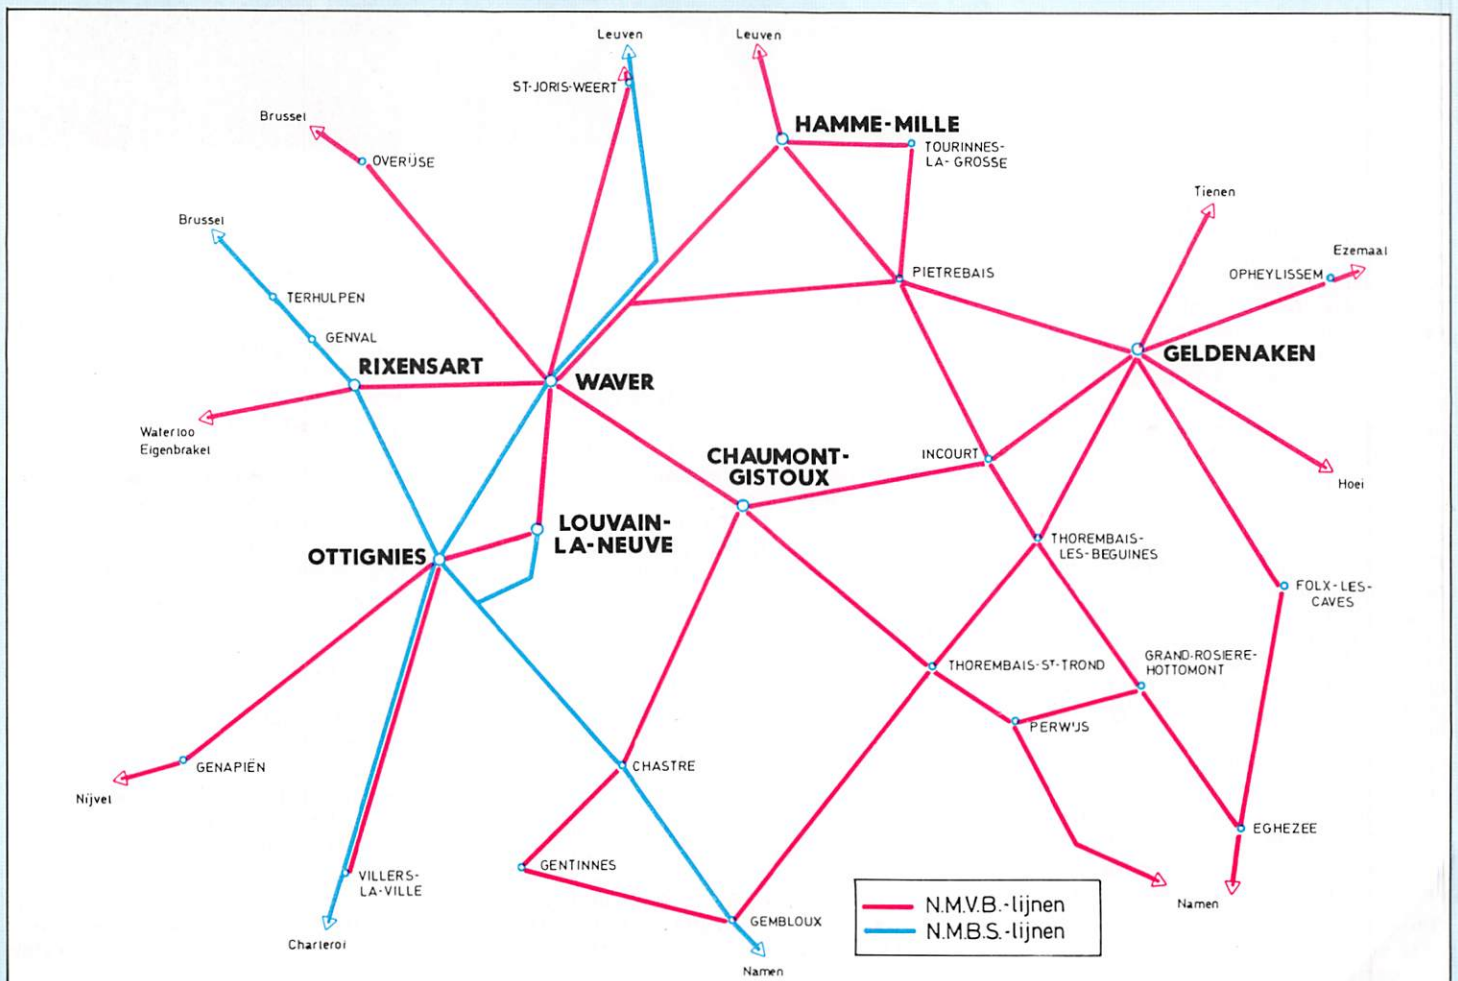 Leuven
Leuven
ST-JORIS-WEERT
Brussel
HAMME-MILLE
TOURINNES-
LA-GROSSE
OVERIJSE
Tienen
Brussel
Ezemaal
PIETREBAIS
OPHEYLISSEM
TERHULPEN
GENVAL
RIXENSART
WAVER
GELDENAKEN
Waterloo
Eigenbrakel
CHAUMONT-
GISTOUX
INCOURT
Hoei
LOUVAIN-
LA-NEUVE
OTTIGNIES
THOREMBAIS-
LES-BEGUINES
FOLX-LES-
CAVES
THOREMBAIS-ST-TROND
GRAND-ROSIERE-
HOTTOMONT
PERWIJS
GENAPIËN
CHASTRE
Nijvel
EGHEZEE
GENTINNES
VILLERS-
LA-VILLE
Namen
GEMBLOUX
Charleroi
Namen
N.M.V.B.-lijnen
N.M.B.S.-lijnen